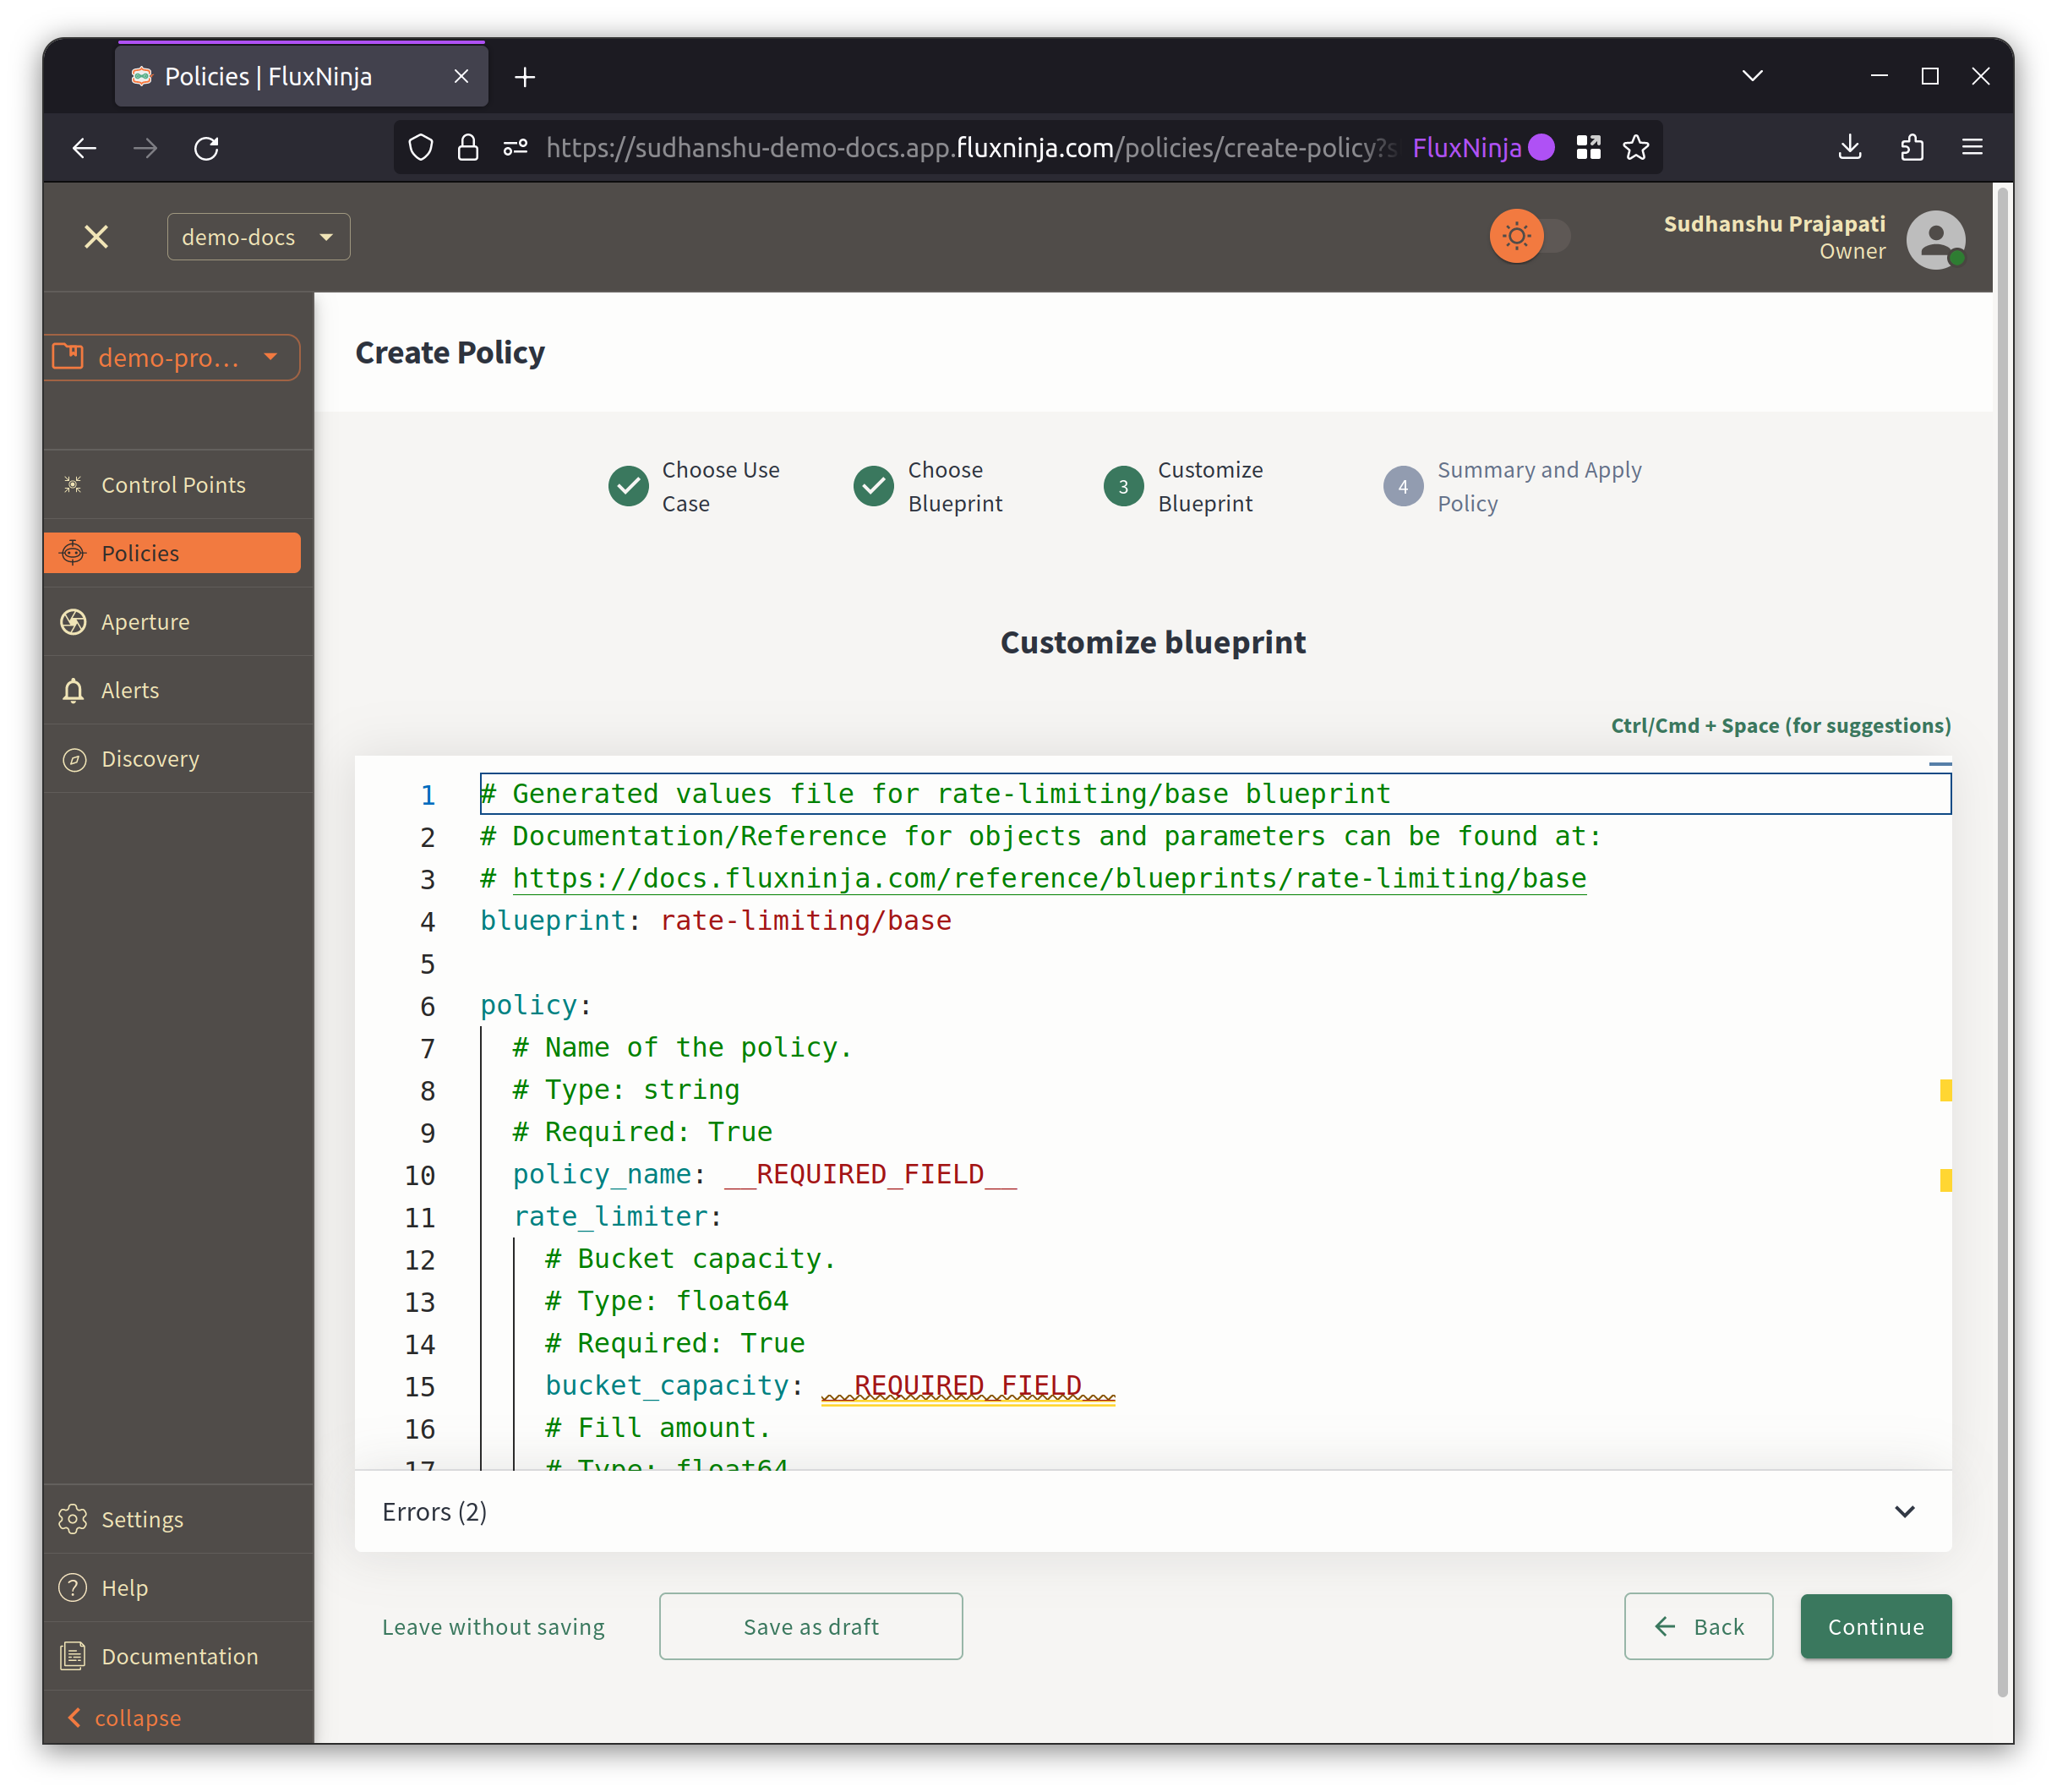 Policies | FluxNinja
https://sudhanshu-demo-docs.app.fluxninja.com/policies/create-policy?s
FluxNinja
demo-docs
Sudhanshu Prajapati
Owner
demo-pro...
Control Points
Policies
Aperture
Alerts
Discovery
Settings
Help
Documentation
collapse
Create Policy
Choose Use
Case
Choose
Blueprint
3
Customize
Blueprint
4
Summary and Apply
Policy
Customize blueprint
Ctrl/Cmd + Space (for suggestions)
1 # Generated values file for rate-limiting/base blueprint
2 # Documentation/Reference for objects and parameters can be found at:
3 # https://docs.fluxninja.com/reference/blueprints/rate-limiting/base
4 blueprint: rate-limiting/base
5
6 policy:
7 # Name of the policy.
8 # Type: string
9 # Required: True
10 policy_name: __REQUIRED_FIELD__
11 rate_limiter:
12 # Bucket capacity.
13 # Type: float64
14 # Required: True
15 bucket_capacity: __REQUIRED_FIELD__
16 # Fill amount.
17 # Type: float64
Errors (2)
Leave without saving
Save as draft
Back
Continue